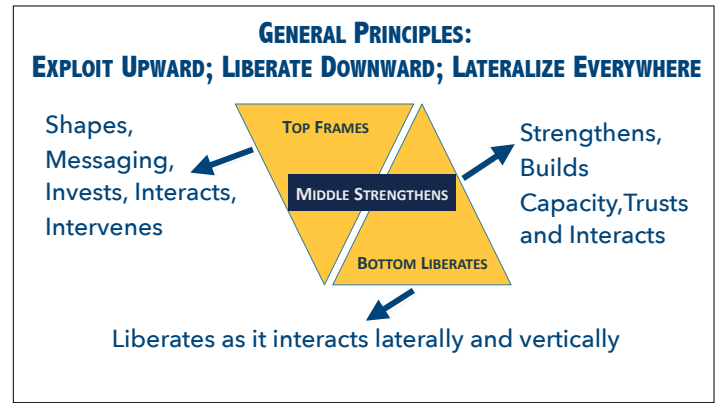 GENERAL PRINCIPLES:
EXPLOIT UPWARD; LIBERATE DOWNWARD; LATERALIZE EVERYWHERE
Shapes,
Messaging,
Invests, Interacts,
Intervenes
TOP FRAMES
MIDDLE STRENGTHENS
BOTTOM LIBERATES
Strengthens,
Builds
Capacity,Trusts
and Interacts
Liberates as it interacts laterally and vertically